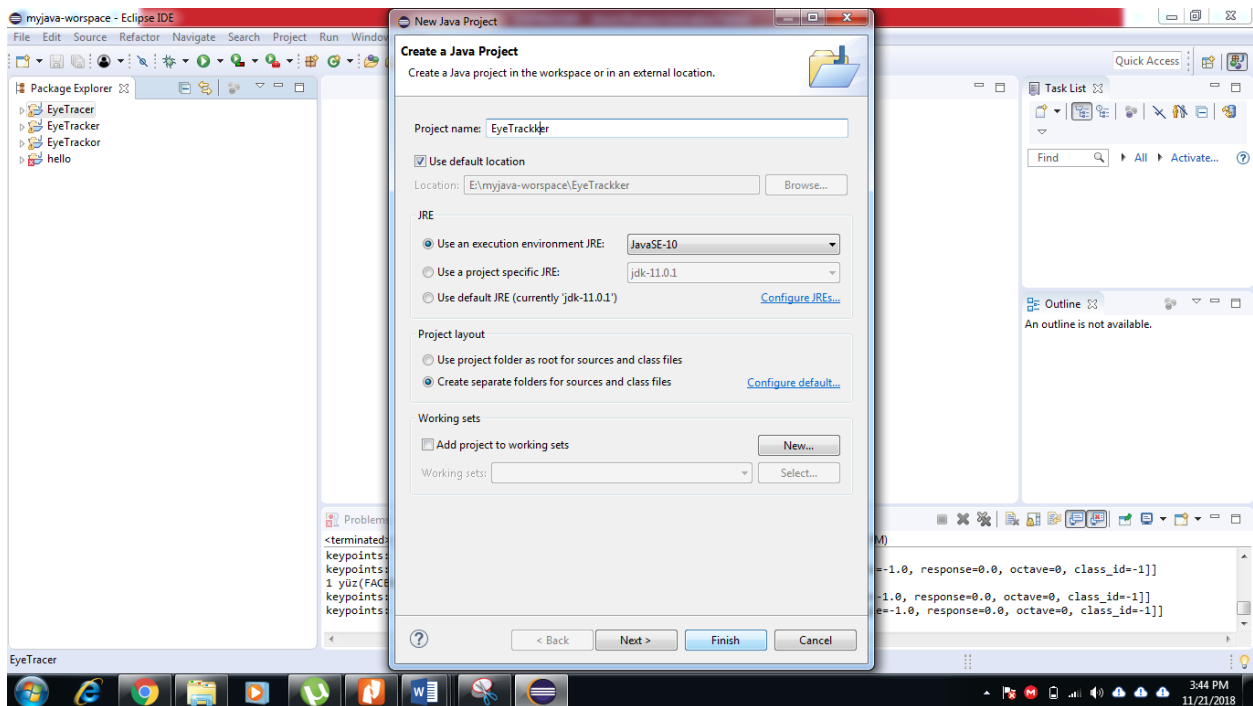 myjava-worspace - Eclipse IDE
File Edit Source Refactor Navigate Search Project Run Window
Quick Access
Package Explorer
EyeTracer
EyeTracker
EyeTrackor
hello
New Java Project
Create a Java Project
Create a Java project in the workspace or in an external location.
Project name: EyeTrackker
Use default location
Location: E:\myjava-worspace\EyeTrackker Browse...
JRE
Use an execution environment JRE: JavaSE-10
Use a project specific JRE: jdk-11.0.1
Use default JRE (currently 'jdk-11.0.1') Configure JREs...
Project layout
Use project folder as root for sources and class files
Create separate folders for sources and class files Configure default...
Working sets
Add project to working sets New...
Working sets: Select...
< Back Next > Finish Cancel
Task List
Find All Activate...
Outline
An outline is not available.
Problems
<terminated> M)
keypoints:
keypoints: =-1.0, response=0.0, octave=0, class_id=-1]]
1 yüz(FACE
keypoints: -1.0, response=0.0, octave=0, class_id=-1]]
keypoints: e=-1.0, response=0.0, octave=0, class_id=-1]]
EyeTracer
3:44 PM
11/21/2018